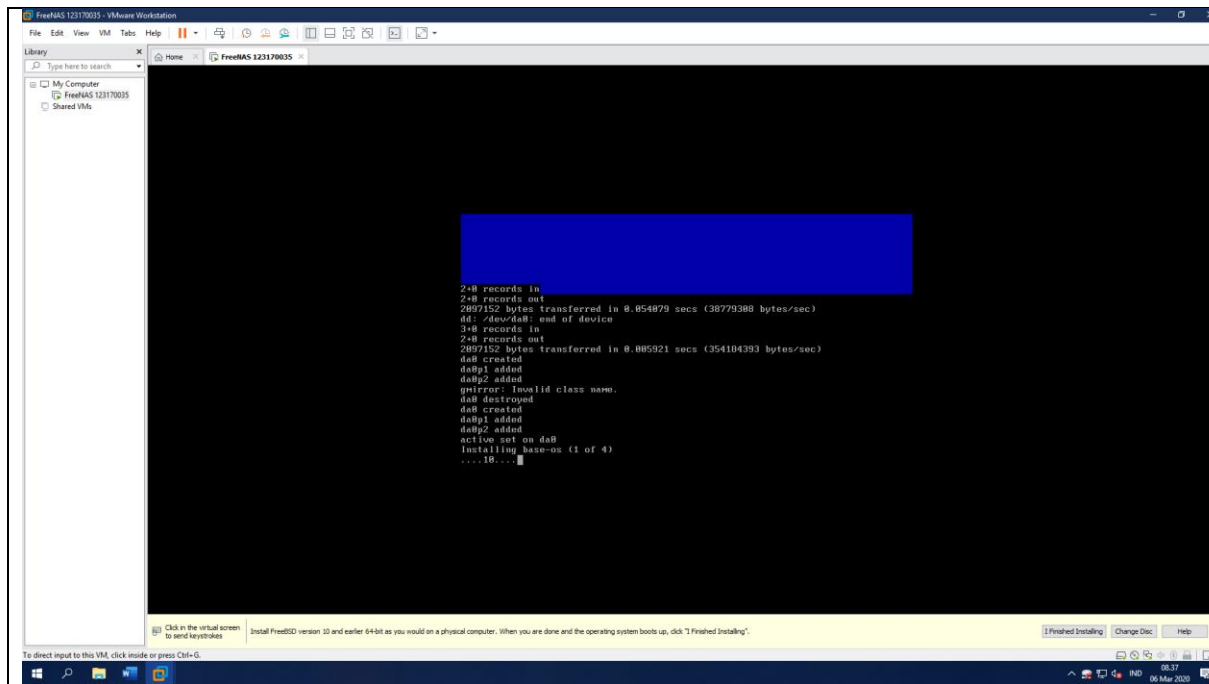 FreeNAS 123170035 - VMware Workstation
File Edit View VM Tabs Help
Library
Type here to search
Home
FreeNAS 123170035
My Computer
FreeNAS 123170035
Shared VMs
2+0 records in
2+0 records out
2097152 bytes transferred in 0.054079 secs (38779308 bytes/sec)
dd: /dev/da0: end of device
3+0 records in
2+0 records out
2097152 bytes transferred in 0.005921 secs (354184393 bytes/sec)
da0 created
da0p1 added
da0p2 added
gmirror: Invalid class name.
da0 destroyed
da0 created
da0p1 added
da0p2 added
active set on da0
Installing base-os (1 of 4)
....10....
Click in the virtual screen
to send keystrokes
Install FreeBSD version 10 and earlier 64-bit as you would on a physical computer. When you are done and the operating system boots up, click "I Finished Installing".
I Finished Installing
Change Disc
Help
To direct input to this VM, click inside or press Ctrl+G.
IND
08.37
06 Mar 2020